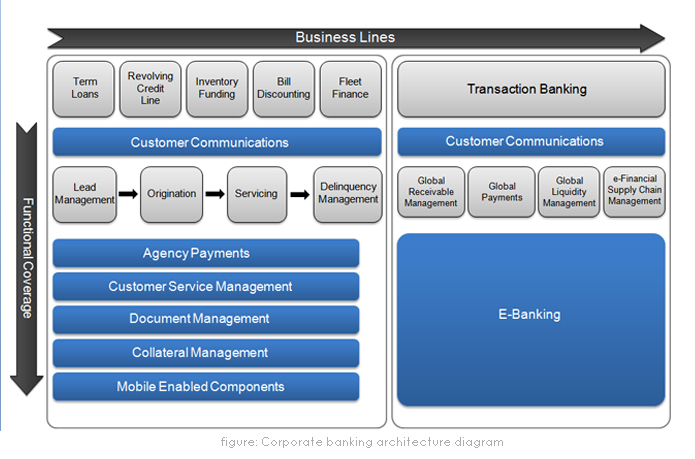 Business Lines
Functional Coverage
Term
Loans
Revolving
Credit
Line
Inventory
Funding
Bill
Discounting
Fleet
Finance
Customer Communications
Lead
Management
Origination
Servicing
Delinquency
Management
Agency Payments
Customer Service Management
Document Management
Collateral Management
Mobile Enabled Components
Transaction Banking
Customer Communications
Global
Receivable
Management
Global
Payments
Global
Liquidity
Management
e-Financial
Supply Chain
Management
E-Banking
figure: Corporate banking architecture diagram